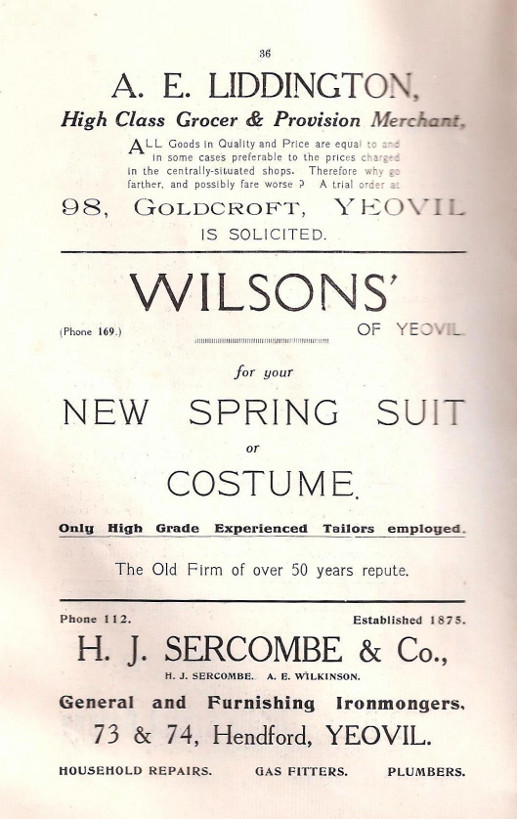 36
A. E. LIDDINGTON,
High Class Grocer & Provision Merchant,
ALL Goods in Quality and Price are equal to and
in some cases preferable to the prices charged
in the centrally-situated shops. Therefore why go
farther, and possibly fare worse ? A trial order at
98, GOLDCROFT, YEOVIL
IS SOLICITED.
WILSONS'
(Phone 169.) OF YEOVIL.
for your
NEW SPRING SUIT
or
COSTUME.
Only High Grade Experienced Tailors employed.
The Old Firm of over 50 years repute.
Phone 112. Established 1875.
H. J. SERCOMBE & Co.,
H. J. SERCOMBE. A. E. WILKINSON.
General and Furnishing Ironmongers.
73 & 74, Hendford, YEOVIL.
HOUSEHOLD REPAIRS. GAS FITTERS. PLUMBERS.